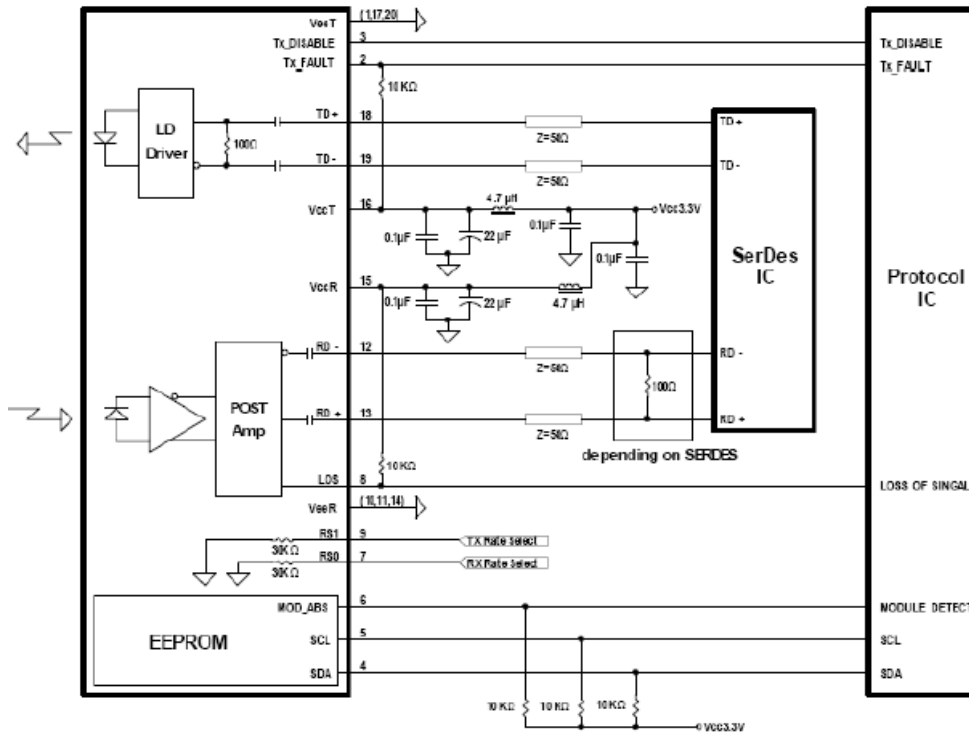 VeeT (1,17,20)
Tx_DISABLE 3 Tx_DISABLE
Tx_FAULT 2 Tx_FAULT
10 KΩ
LD Driver
100Ω
TD + 18 TD +
Z=50Ω
TD - 19 TD -
Z=50Ω
VccT 16
4.7 µH
Vcc3.3V
0.1µF
22 µF
0.1µF
0.1µF
SerDes IC
Protocol IC
VccR 15
0.1µF
22 µF
4.7 µH
RD - 12 RD -
Z=50Ω
100Ω
POST Amp
RD + 13 RD +
Z=50Ω
depending on SERDES
10 KΩ
LOS 8 LOSS OF SINGAL
VeeR (10,11,14)
RS1 9 TX Rate Select
30KΩ
RS0 7 RX Rate Select
30KΩ
EEPROM
MOD_ABS 6 MODULE DETECT
SCL 5 SCL
SDA 4 SDA
10 KΩ 10 KΩ 10 KΩ
Vcc3.3V